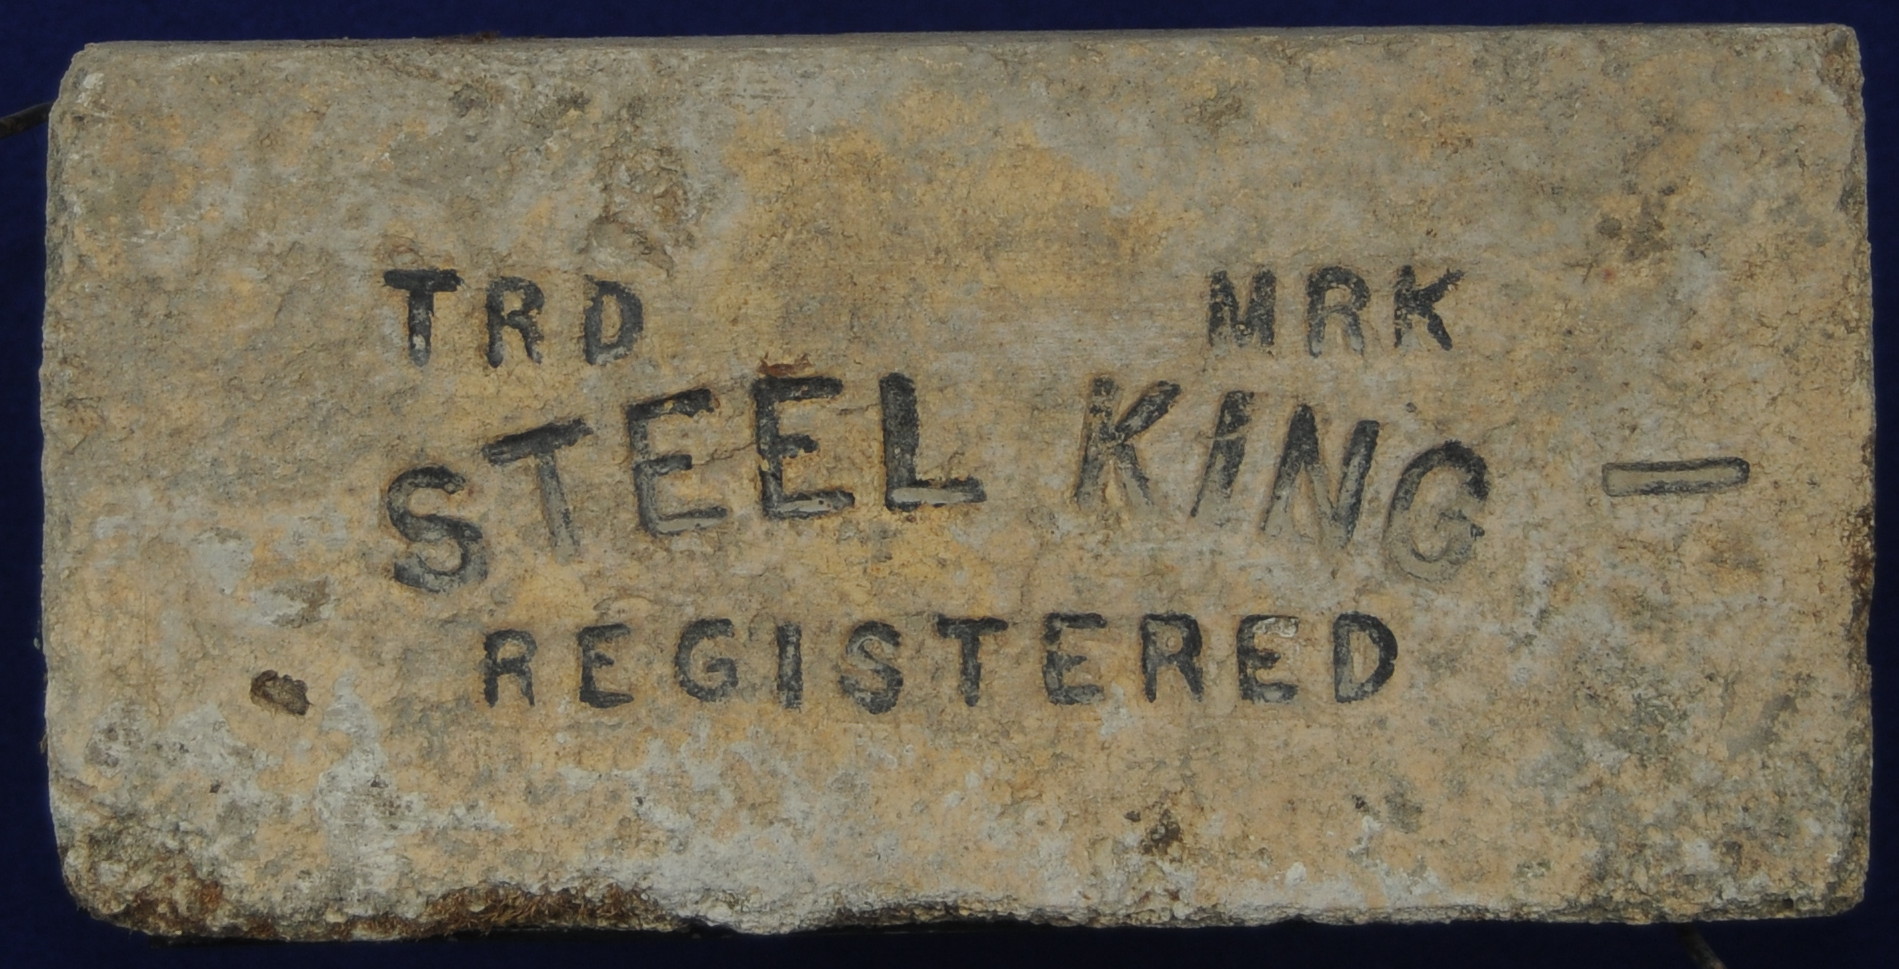 TRD MRK
STEEL KING —
REGISTERED